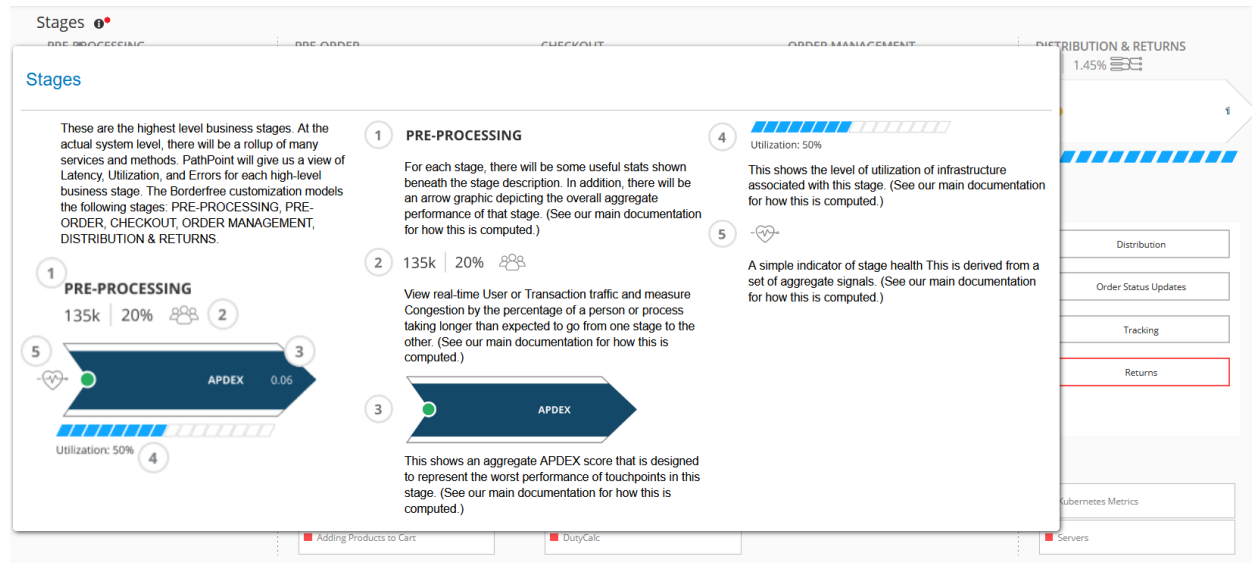 Stages
PRE-PROCESSING
PRE-ORDER
CHECKOUT
ORDER MANAGEMENT
DISTRIBUTION & RETURNS
1.45%
Stages
These are the highest level business stages. At the
actual system level, there will be a rollup of many
services and methods. PathPoint will give us a view of
Latency, Utilization, and Errors for each high-level
business stage. The Borderfree customization models
the following stages: PRE-PROCESSING, PRE-
ORDER, CHECKOUT, ORDER MANAGEMENT,
DISTRIBUTION & RETURNS.
1
PRE-PROCESSING
135k 20% 2
5
3
APDEX 0.06
Utilization: 50%
4
1 PRE-PROCESSING
For each stage, there will be some useful stats shown
beneath the stage description. In addition, there will be
an arrow graphic depicting the overall aggregate
performance of that stage. (See our main documentation
for how this is computed.)
2 135k 20%
View real-time User or Transaction traffic and measure
Congestion by the percentage of a person or process
taking longer than expected to go from one stage to the
other. (See our main documentation for how this is
computed.)
3 APDEX
This shows an aggregate APDEX score that is designed
to represent the worst performance of touchpoints in this
stage. (See our main documentation for how this is
computed.)
4
Utilization: 50%
This shows the level of utilization of infrastructure
associated with this stage. (See our main documentation
for how this is computed.)
5
A simple indicator of stage health This is derived from a
set of aggregate signals. (See our main documentation
for how this is computed.)
Distribution
Order Status Updates
Tracking
Returns
Kubernetes Metrics
Adding Products to Cart
DutyCalc
Servers